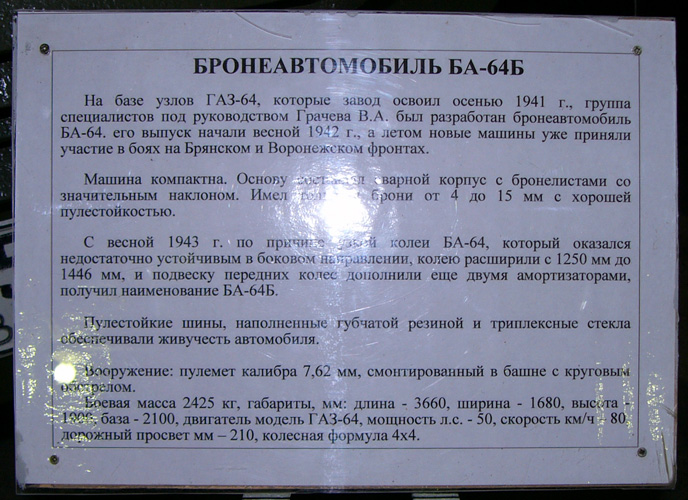 БРОНЕАВТОМОБИЛЬ БА-64Б
На базе узлов ГАЗ-64, которые завод освоил осенью 1941 г., группа
специалистов под руководством Грачева В.А. был разработан бронеавтомобиль
БА-64. его выпуск начали весной 1942 г., а летом новые машины уже приняли
участие в боях на Брянском и Воронежском фронтах.
Машина компактна. Основу сварной корпус с бронелистами со
значительным наклоном. Имел брони от 4 до 15 мм с хорошей
пулестойкостью.
С весной 1943 г. по причине узкой колеи БА-64, который оказался
недостаточно устойчивым в боковом направлении, колею расширили с 1250 мм до
1446 мм, и подвеску передних колес дополнили еще двумя амортизаторами,
получил наименование БА-64Б.
Пулестойкие шины, наполненные губчатой резиной и триплексные стекла
обеспечивали живучесть автомобиля.
Вооружение: пулемет калибра 7,62 мм, смонтированный в башне с круговым
обстрелом.
Боевая масса 2425 кг, габариты, мм: длина - 3660, ширина - 1680, высота -
база - 2100, двигатель модель ГАЗ-64, мощность л.с. - 50, скорость км/ч - 80,
дорожный просвет мм – 210, колесная формула 4х4.